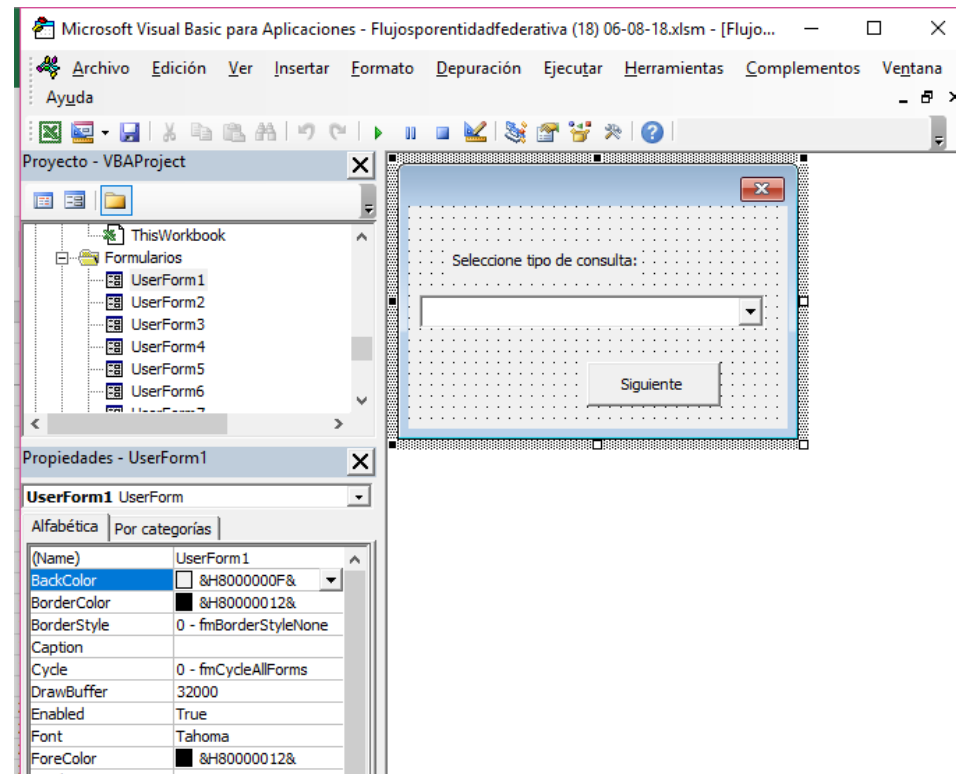 Microsoft Visual Basic para Aplicaciones - Flujosporentidadfederativa (18) 06-08-18.xlsm - [Flujo...
Archivo Edición Ver Insertar Formato Depuración Ejecutar Herramientas Complementos Ventana
Ayuda
Proyecto - VBAProject
ThisWorkbook
Formularios
UserForm1
UserForm2
UserForm3
UserForm4
UserForm5
UserForm6
Seleccione tipo de consulta:
Siguiente
Propiedades - UserForm1
UserForm1 UserForm
Alfabética Por categorías
(Name) UserForm1
BackColor &H8000000F&
BorderColor &H80000012&
BorderStyle 0 - fmBorderStyleNone
Caption
Cycle 0 - fmCycleAllForms
DrawBuffer 32000
Enabled True
Font Tahoma
ForeColor &H80000012&